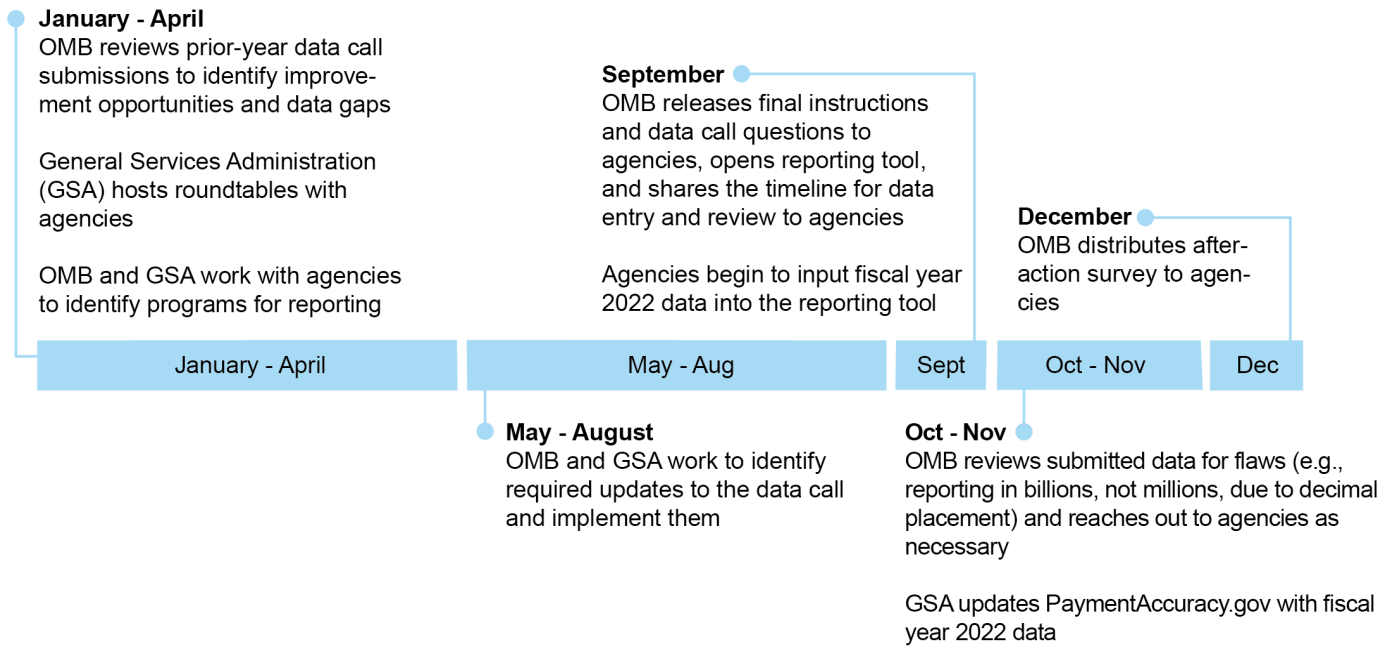 January - April
OMB reviews prior-year data call
submissions to identify improve-
ment opportunities and data gaps
General Services Administration
(GSA) hosts roundtables with
agencies
OMB and GSA work with agencies
to identify programs for reporting
September
OMB releases final instructions
and data call questions to
agencies, opens reporting tool,
and shares the timeline for data
entry and review to agencies
Agencies begin to input fiscal year
2022 data into the reporting tool
December
OMB distributes after-
action survey to agen-
cies
January - April
May - Aug
Sept
Oct - Nov
Dec
May - August
OMB and GSA work to identify
required updates to the data call
and implement them
Oct - Nov
OMB reviews submitted data for flaws (e.g.,
reporting in billions, not millions, due to decimal
placement) and reaches out to agencies as
necessary
GSA updates PaymentAccuracy.gov with fiscal
year 2022 data